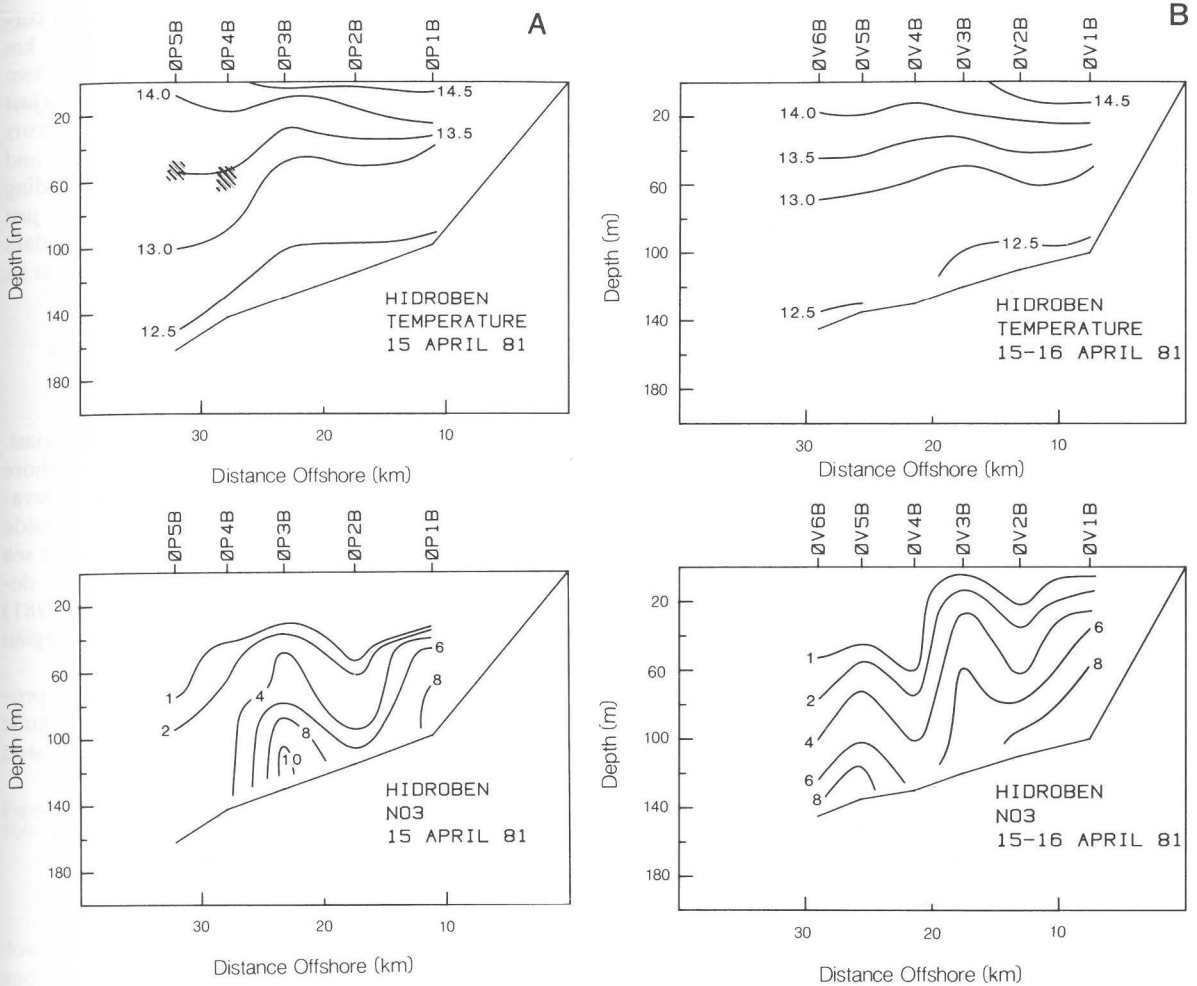 A
ØP5B
ØP4B
ØP3B
ØP2B
ØP1B
20
60
100
140
180
Depth (m)
14.0
14.5
13.5
13.0
12.5
HIDROBEN
TEMPERATURE
15 APRIL 81
30
20
10
Distance Offshore (km)
B
ØV6B
ØV5B
ØV4B
ØV3B
ØV2B
ØV1B
20
60
100
140
180
Depth (m)
14.0
14.5
13.5
13.0
12.5
12.5
HIDROBEN
TEMPERATURE
15-16 APRIL 81
30
20
10
Distance Offshore (km)
ØP5B
ØP4B
ØP3B
ØP2B
ØP1B
20
60
100
140
180
Depth (m)
1
2
4
6
8
8
10
HIDROBEN
NO3
15 APRIL 81
30
20
10
Distance Offshore (km)
ØV6B
ØV5B
ØV4B
ØV3B
ØV2B
ØV1B
20
60
100
140
180
Depth (m)
1
2
4
6
8
6
8
HIDROBEN
NO3
15-16 APRIL 81
30
20
10
Distance Offshore (km)